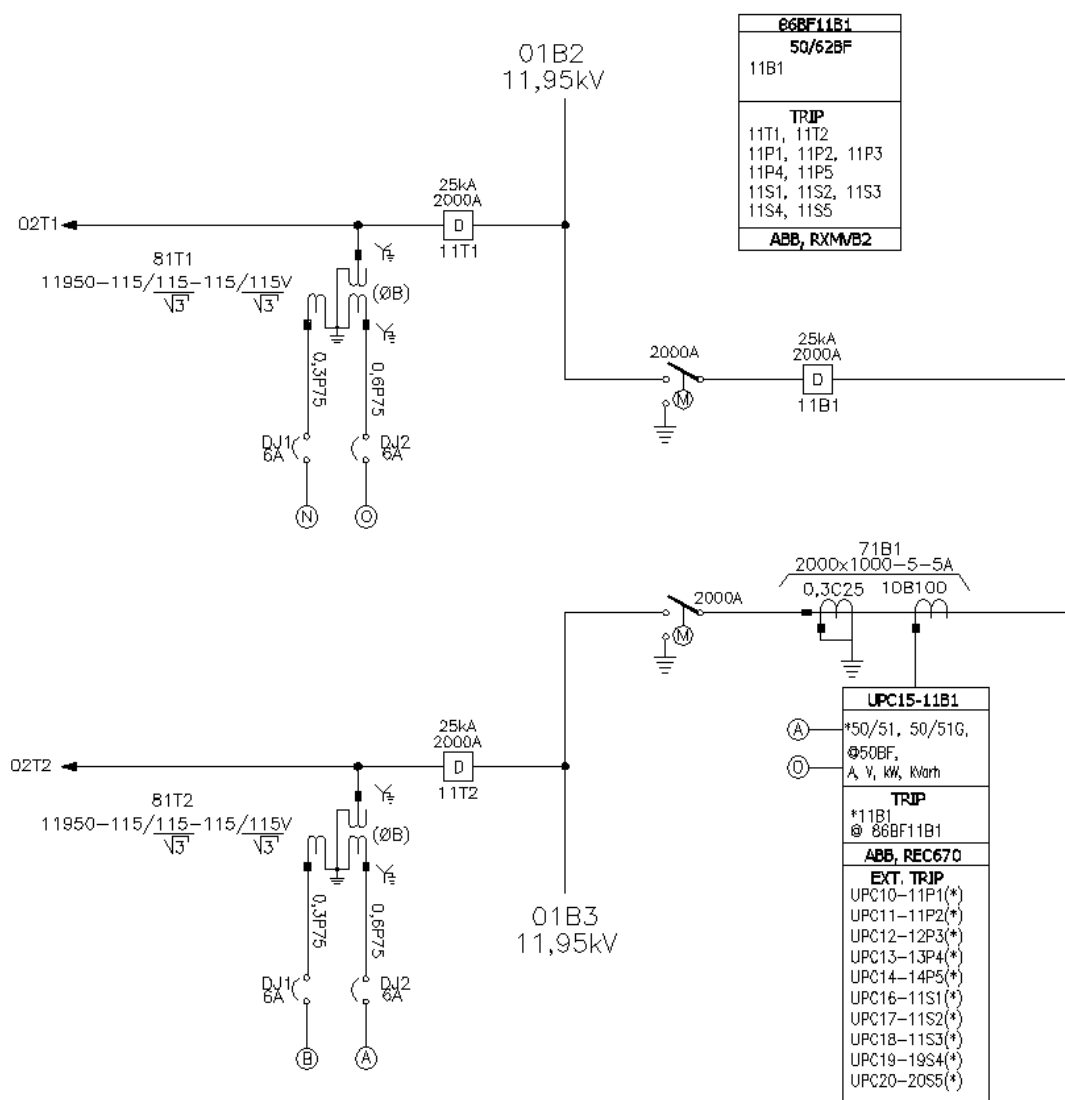 86BF11B1
50/62BF
11B1
TRIP
11T1, 11T2
11P1, 11P2, 11P3
11P4, 11P5
11S1, 11S2, 11S3
11S4, 11S5
ABB, RXMVB2
01B2
11,95kV
25kA
2000A
D
11T1
02T1
81T1
11950-115/115-115/115V
√3 √3
(ØB)
0,3P75
0,6P75
DJ1
6A
DJ2
6A
N
O
2000A
M
25kA
2000A
D
11B1
71B1
2000x1000-5-5A
0,3C25
10B100
2000A
M
UPC15-11B1
A
*50/51, 50/51G,
@50BF,
O
A, V, kW, kVarh
TRIP
*11B1
@ 86BF11B1
ABB, REC670
EXT. TRIP
UPC10-11P1(*)
UPC11-11P2(*)
UPC12-12P3(*)
UPC13-13P4(*)
UPC14-14P5(*)
UPC16-11S1(*)
UPC17-11S2(*)
UPC18-11S3(*)
UPC19-19S4(*)
UPC20-20S5(*)
25kA
2000A
D
11T2
02T2
81T2
11950-115/115-115/115V
√3 √3
(ØB)
0,3P75
0,6P75
DJ1
6A
DJ2
6A
B
A
01B3
11,95kV